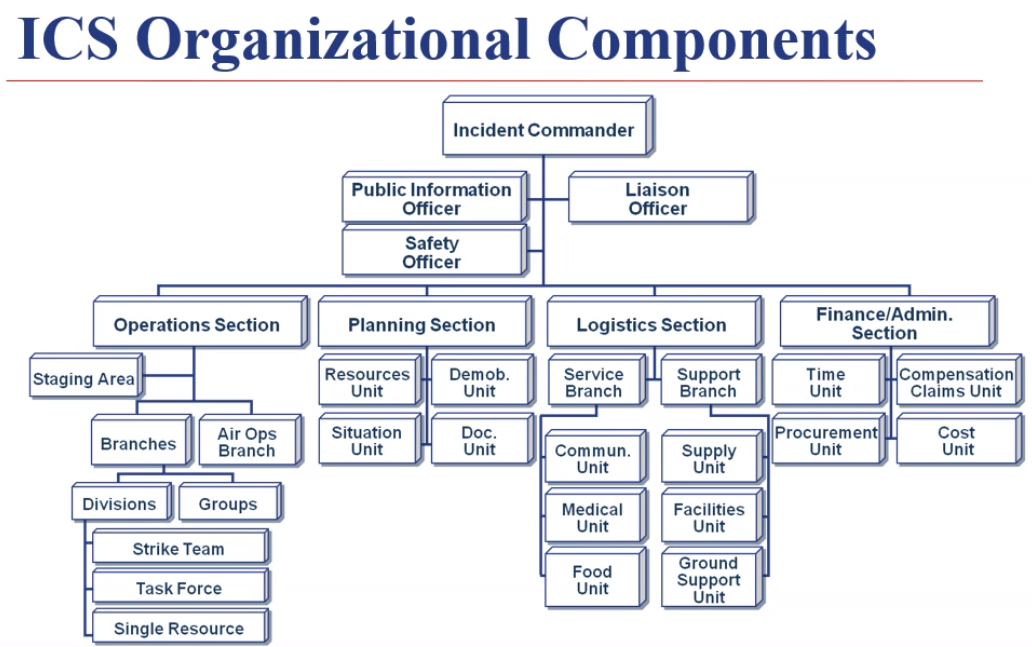 ICS Organizational Components
Incident Commander
Public Information
Officer
Liaison
Officer
Safety
Officer
Operations Section
Planning Section
Logistics Section
Finance/Admin.
Section
Staging Area
Resources
Unit
Demob.
Unit
Service
Branch
Support
Branch
Time
Unit
Compensation
Claims Unit
Branches
Air Ops
Branch
Situation
Unit
Doc.
Unit
Commun.
Unit
Supply
Unit
Procurement
Unit
Cost
Unit
Divisions
Groups
Medical
Unit
Facilities
Unit
Strike Team
Task Force
Single Resource
Food
Unit
Ground
Support
Unit